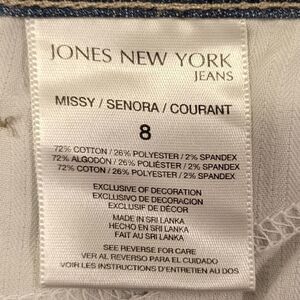 JONES NEW YORK
JEANS
MISSY / SENORA / COURANT
8
72% COTTON / 26% POLYESTER / 2% SPANDEX
72% ALGODÓN / 26% POLIÉSTER / 2% SPANDEX
72% COTON / 26% POLYESTER / 2% SPANDEX
EXCLUSIVE OF DECORATION
EXCLUSIVO DE DECORACION
EXCLUSIF DE DÉCOR
MADE IN SRI LANKA
HECHO EN SRI LANKA
FAIT AU SRI LANKA
SEE REVERSE FOR CARE
VER AL REVERSO PARA EL CUIDADO
VOIR LES INSTRUCTIONS D'ENTRETIEN AU DOS